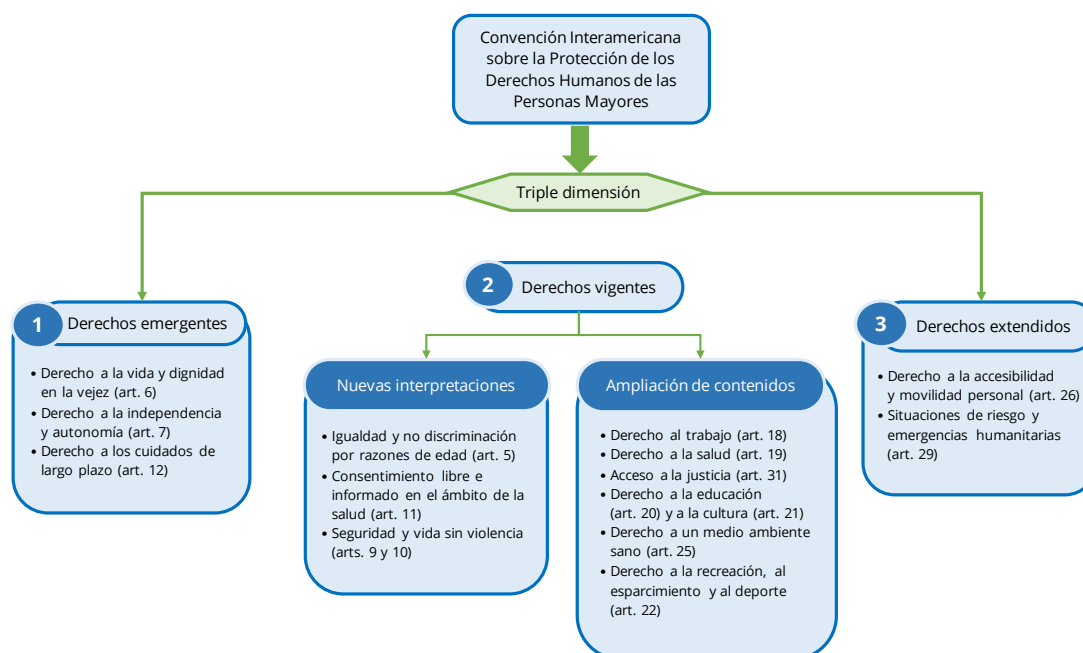 Convención Interamericana
sobre la Protección de los
Derechos Humanos de las
Personas Mayores
Triple dimensión
1
Derechos emergentes
• Derecho a la vida y dignidad
en la vejez (art. 6)
• Derecho a la independencia
y autonomía (art. 7)
• Derecho a los cuidados de
largo plazo (art. 12)
2
Derechos vigentes
Nuevas interpretaciones
• Igualdad y no discriminación
por razones de edad (art. 5)
• Consentimiento libre e
informado en el ámbito de la
salud (art. 11)
• Seguridad y vida sin violencia
(arts. 9 y 10)
Ampliación de contenidos
• Derecho al trabajo (art. 18)
• Derecho a la salud (art. 19)
• Acceso a la justicia (art. 31)
• Derecho a la educación
(art. 20) y a la cultura (art. 21)
• Derecho a un medio ambiente
sano (art. 25)
• Derecho a la recreación, al
esparcimiento y al deporte
(art. 22)
3
Derechos extendidos
• Derecho a la accesibilidad
y movilidad personal (art. 26)
• Situaciones de riesgo y
emergencias humanitarias
(art. 29)